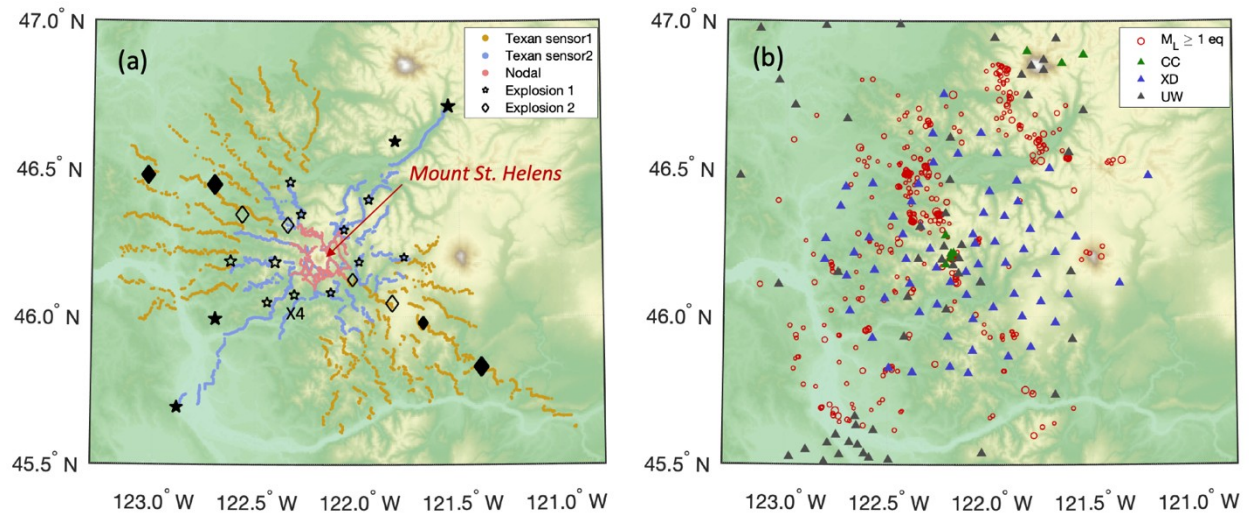 47.0° N
46.5° N
46.0° N
45.5° N
(a)
Texan sensor1
Texan sensor2
Nodal
Explosion 1
Explosion 2
Mount St. Helens
X4
123.0° W
122.5° W
122.0° W
121.5° W
121.0° W
47.0° N
46.5° N
46.0° N
45.5° N
(b)
M_L ≥ 1 eq
CC
XD
UW
123.0° W
122.5° W
122.0° W
121.5° W
121.0° W